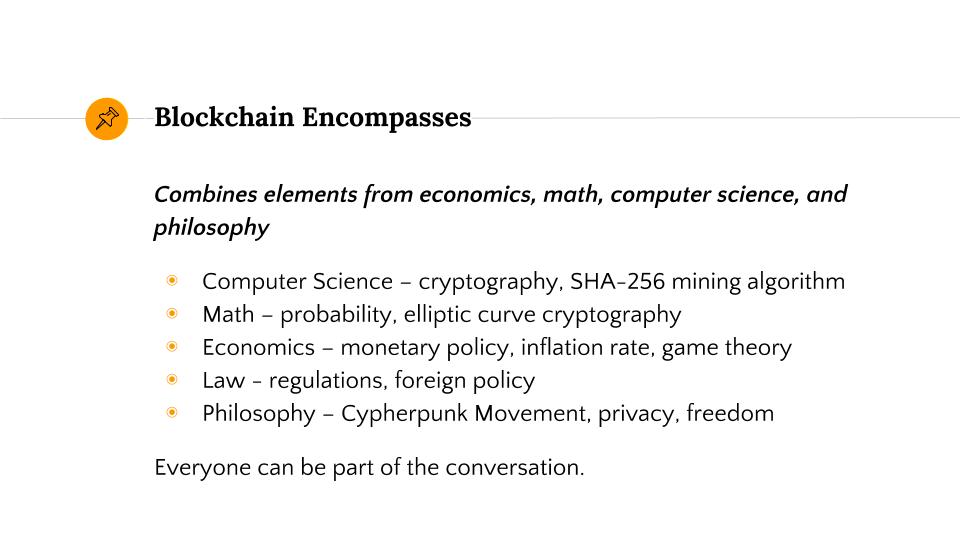 Blockchain Encompasses
Combines elements from economics, math, computer science, and
philosophy
Computer Science – cryptography, SHA-256 mining algorithm
Math – probability, elliptic curve cryptography
Economics – monetary policy, inflation rate, game theory
Law - regulations, foreign policy
Philosophy – Cypherpunk Movement, privacy, freedom
Everyone can be part of the conversation.